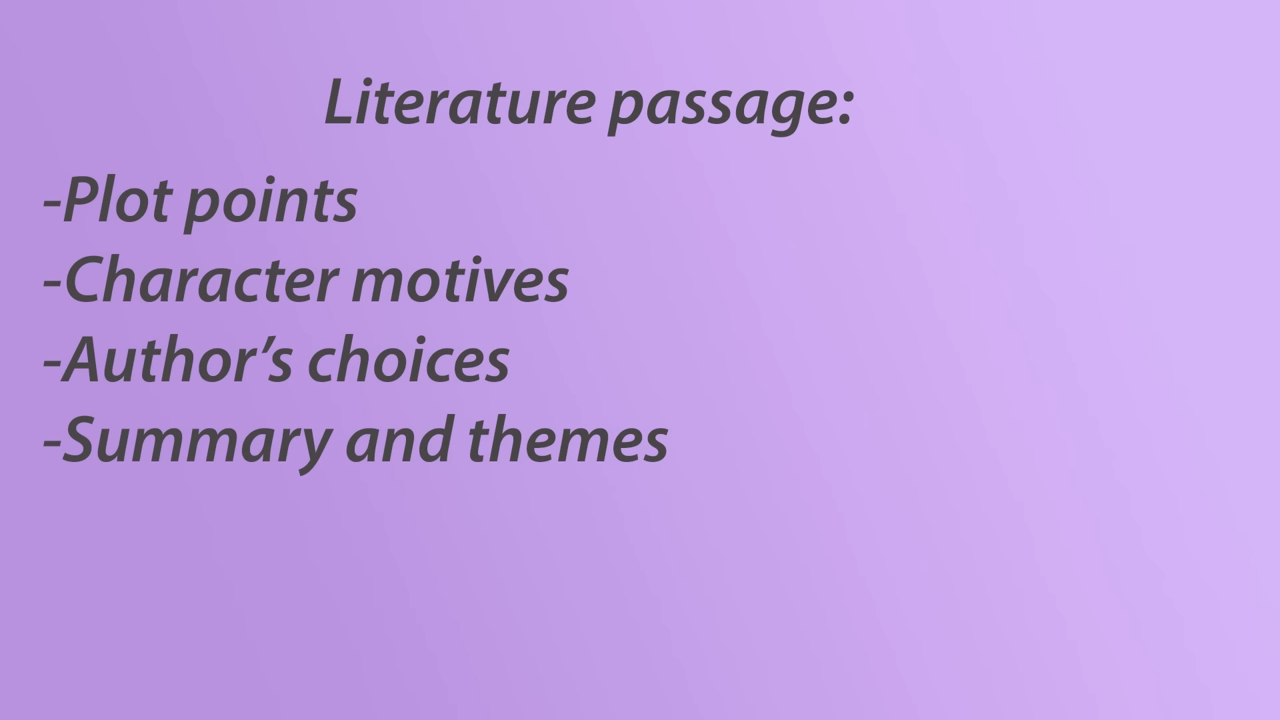 Literature passage:
-Plot points
-Character motives
-Author’s choices
-Summary and themes